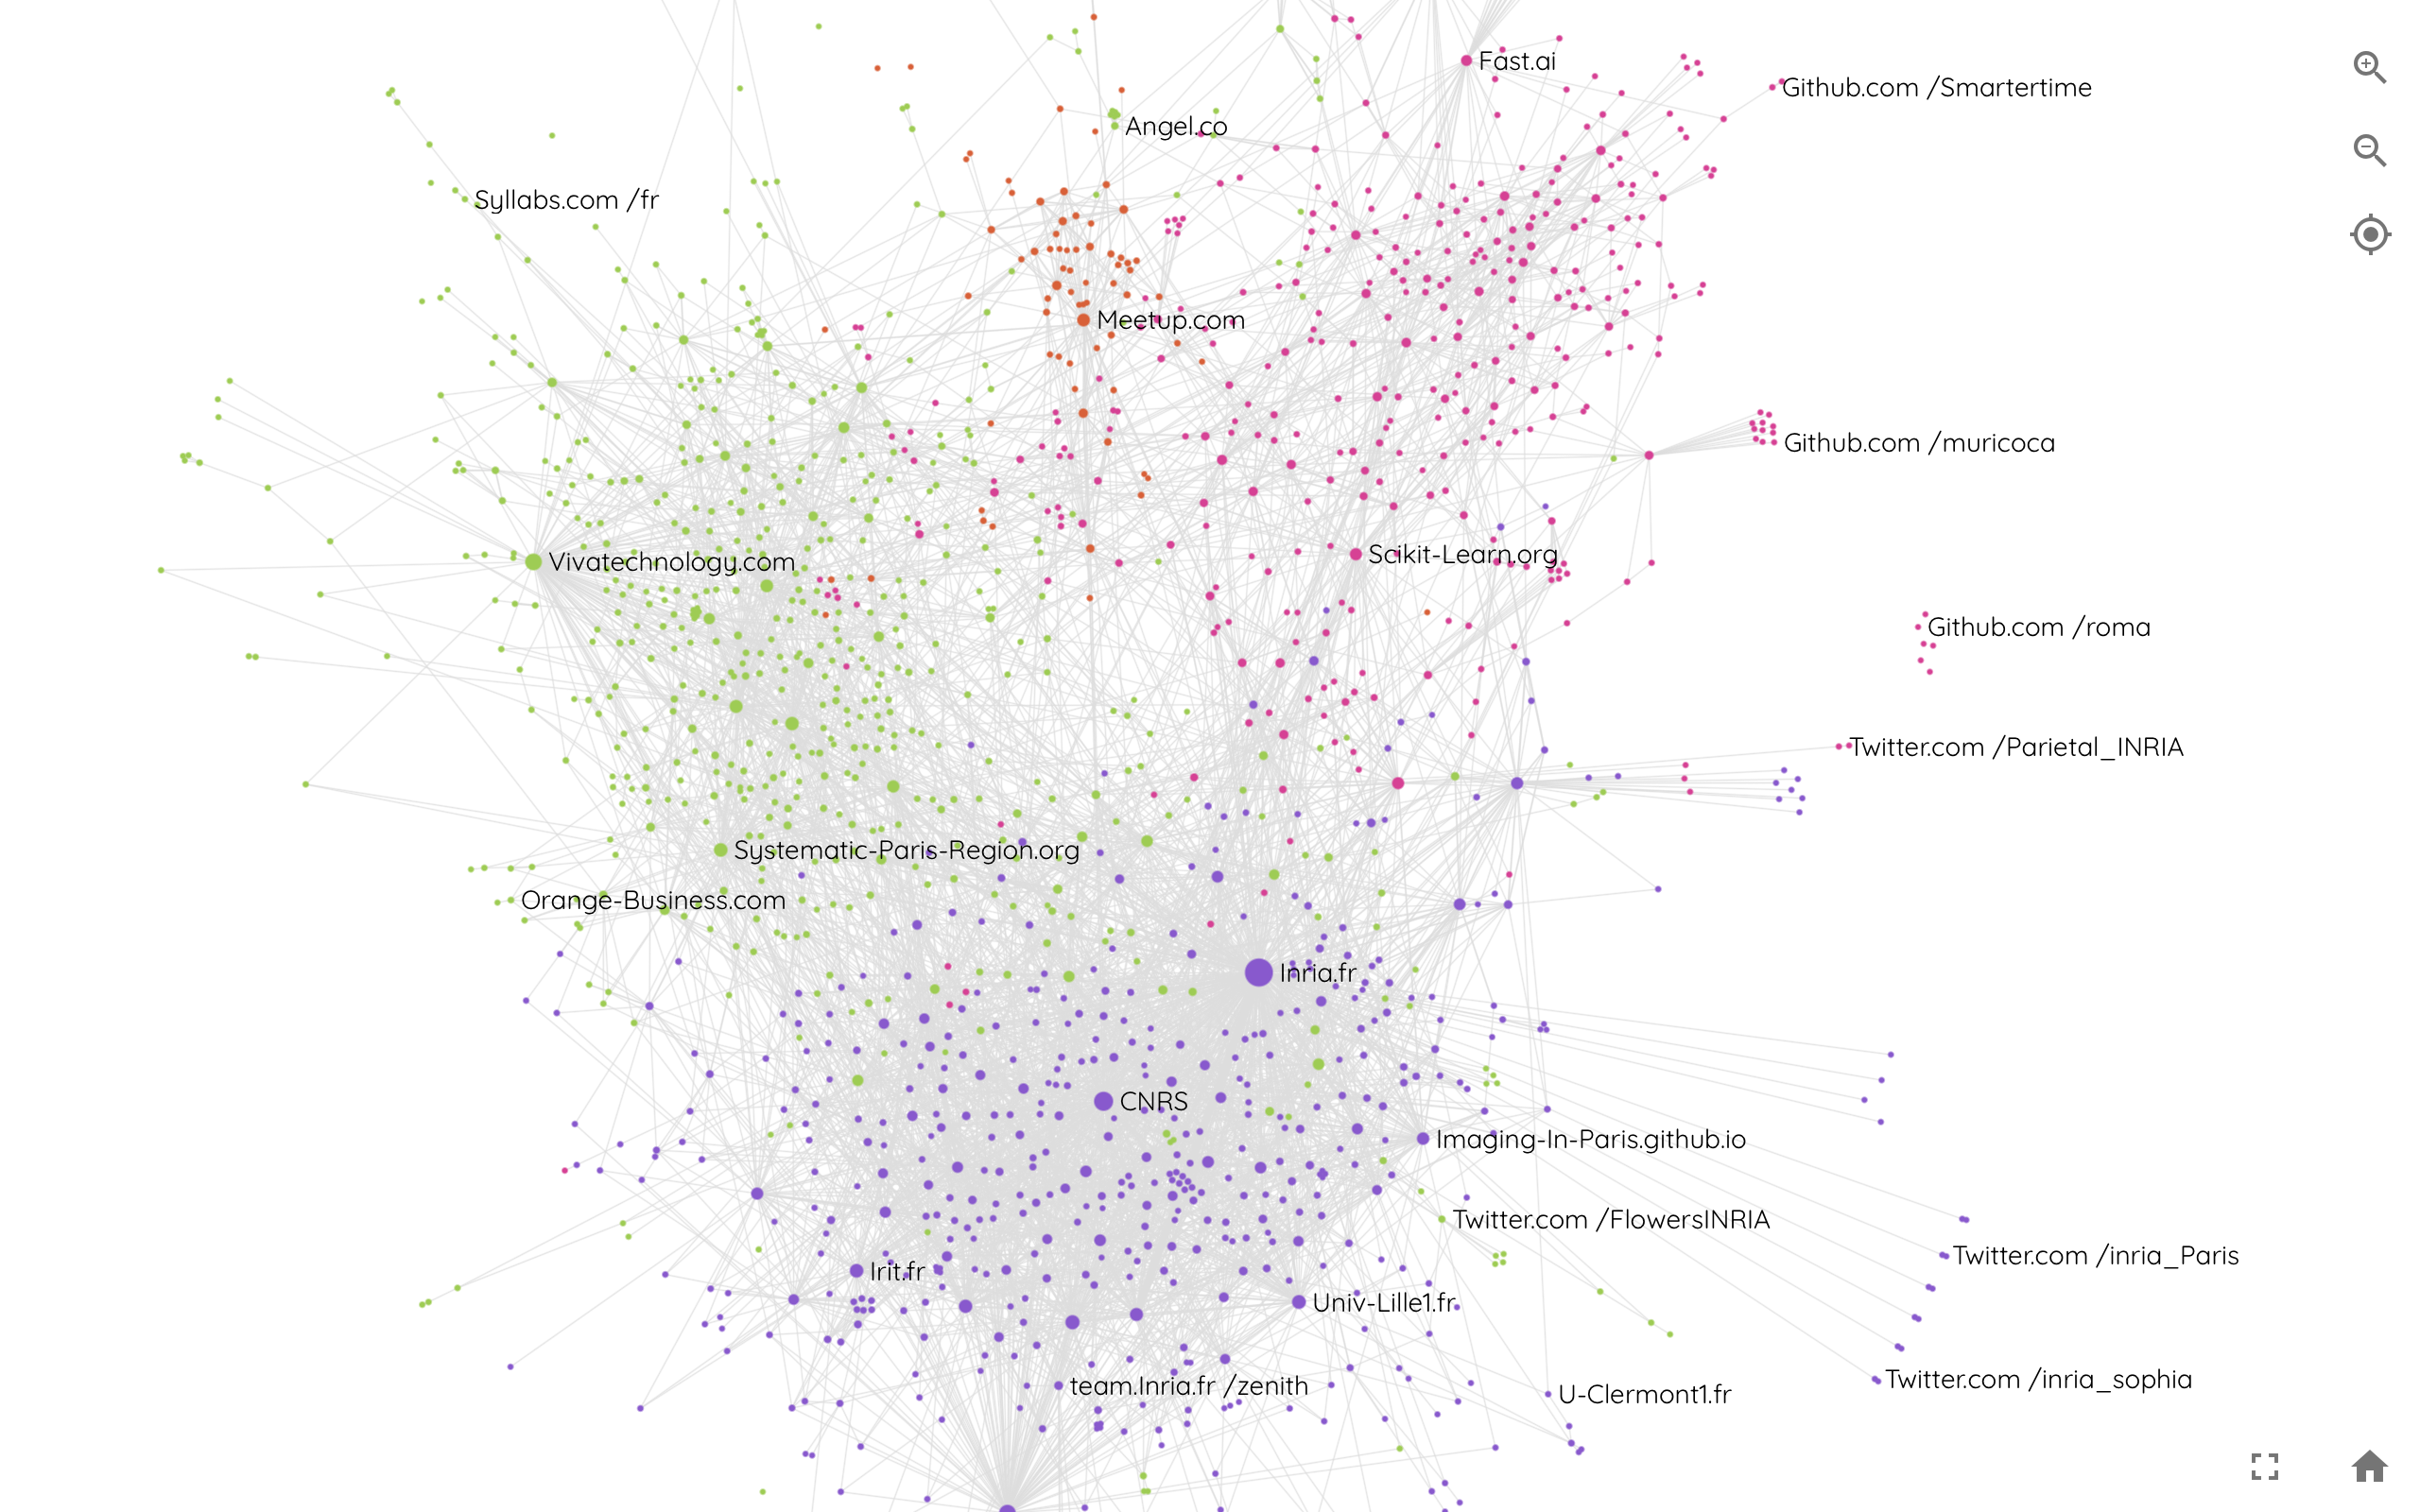 Fast.ai
Github.com /Smartertime
Angel.co
Syllabs.com /fr
Meetup.com
Github.com /muricoca
Scikit-Learn.org
Vivatechnology.com
Github.com /roma
Twitter.com /Parietal_INRIA
Systematic-Paris-Region.org
Orange-Business.com
Inria.fr
CNRS
Imaging-In-Paris.github.io
Twitter.com /FlowersINRIA
Twitter.com /inria_Paris
Irit.fr
Univ-Lille1.fr
Twitter.com /inria_sophia
team.Inria.fr /zenith
U-Clermont1.fr